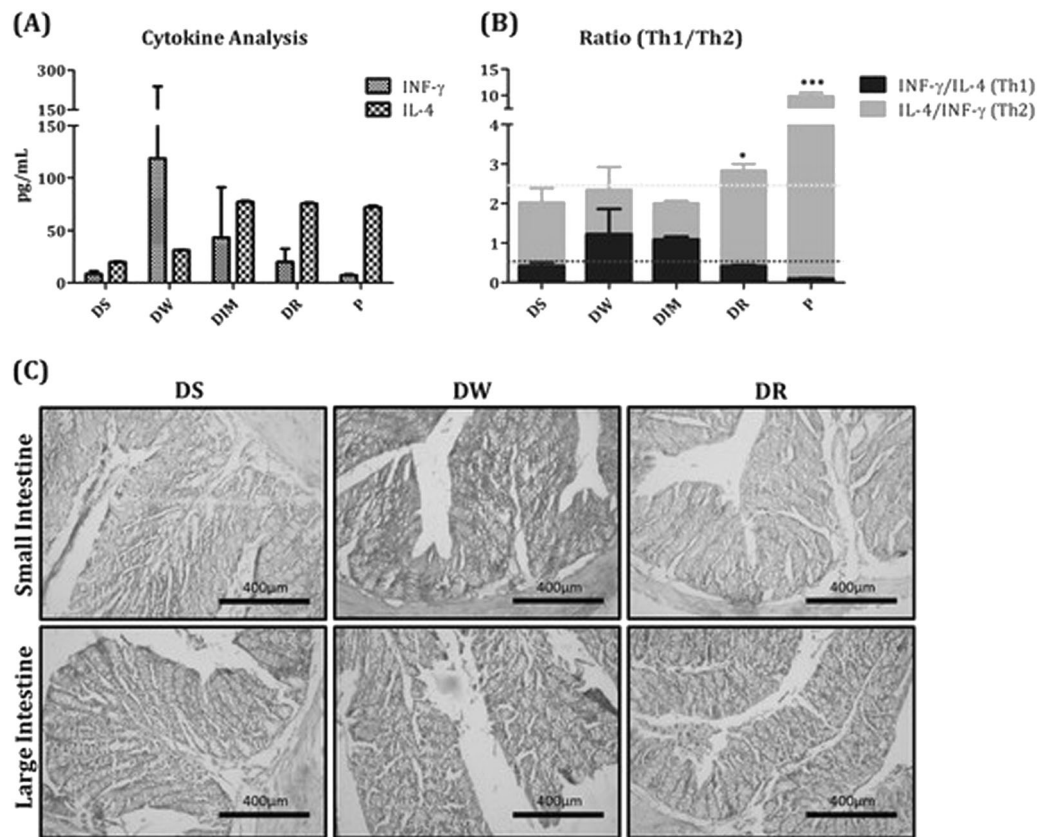 (A)
Cytokine Analysis
300
150
150
100
50
0
pg/mL
INF-γ
IL-4
DS
DW
DIM
DR
P
(B)
Ratio (Th1/Th2)
15
10
5
4
3
2
1
0
*
***
INF-γ/IL-4 (Th1)
IL-4/INF-γ (Th2)
DS
DW
DIM
DR
P
(C)
DS
DW
DR
Small Intestine
400μm
400μm
400μm
Large Intestine
400μm
400μm
400μm